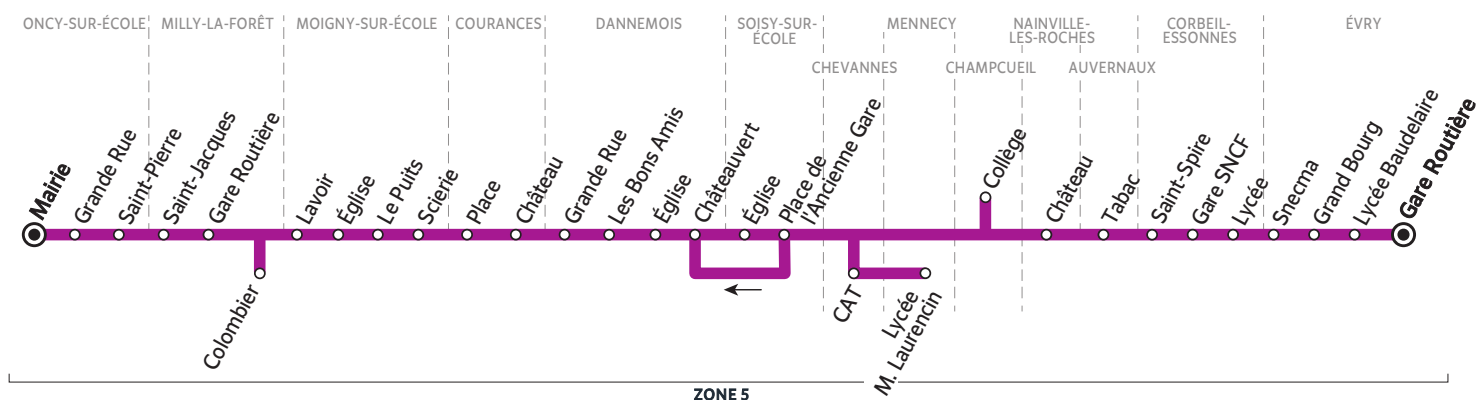 ONCY-SUR-ÉCOLE
MILLY-LA-FORÊT
MOIGNY-SUR-ÉCOLE
COURANCES
DANNEMOIS
SOISY-SUR-
ÉCOLE
CHEVANNES
MENNECY
CHAMPCUEIL
NAINVILLE-
LES-ROCHES
AUVERNAUX
CORBEIL-
ESSONNES
ÉVRY
Mairie
Grande Rue
Saint-Pierre
Saint-Jacques
Gare Routière
Colombier
Lavoir
Église
Le Puits
Scierie
Place
Château
Grande Rue
Les Bons Amis
Église
Châteauvert
Église
Place de
l'Ancienne Gare
CAT
Lycée
M. Laurencin
Collège
Château
Tabac
Saint-Spire
Gare SNCF
Lycée
Snecma
Grand Bourg
Lycée Baudelaire
Gare Routière
ZONE 5